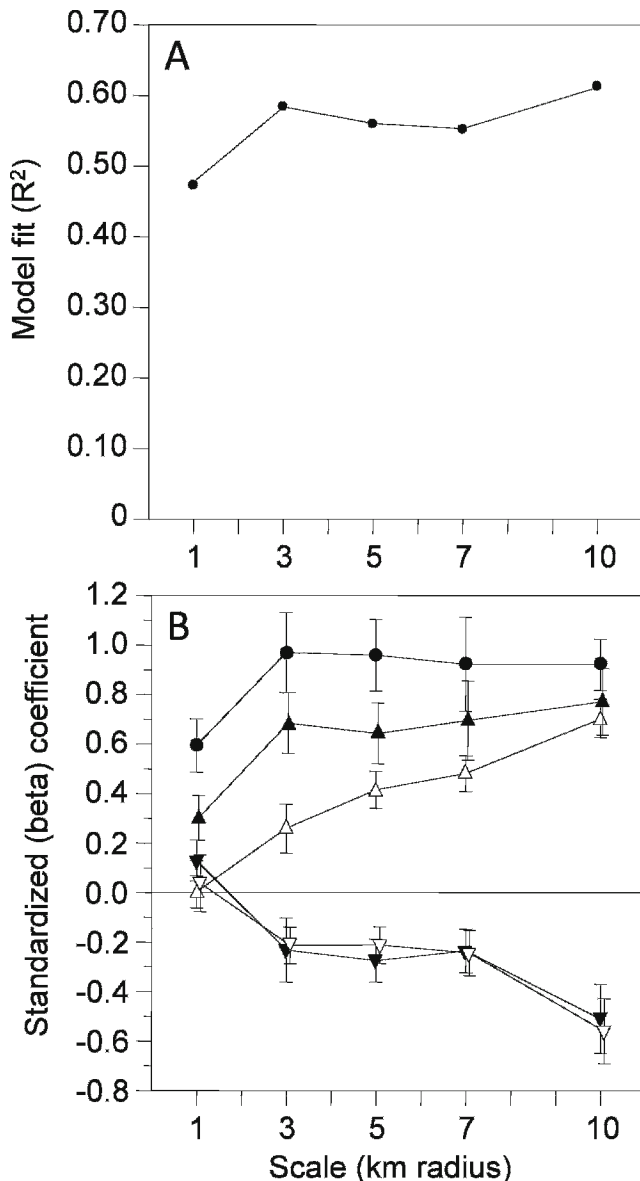 A
Model fit (R²)
0.70
0.60
0.50
0.40
0.30
0.20
0.10
0
1 3 5 7 10
B
Standardized (beta) coefficient
1.2
1.0
0.8
0.6
0.4
0.2
0.0
-0.2
-0.4
-0.6
-0.8
1 3 5 7 10
Scale (km radius)